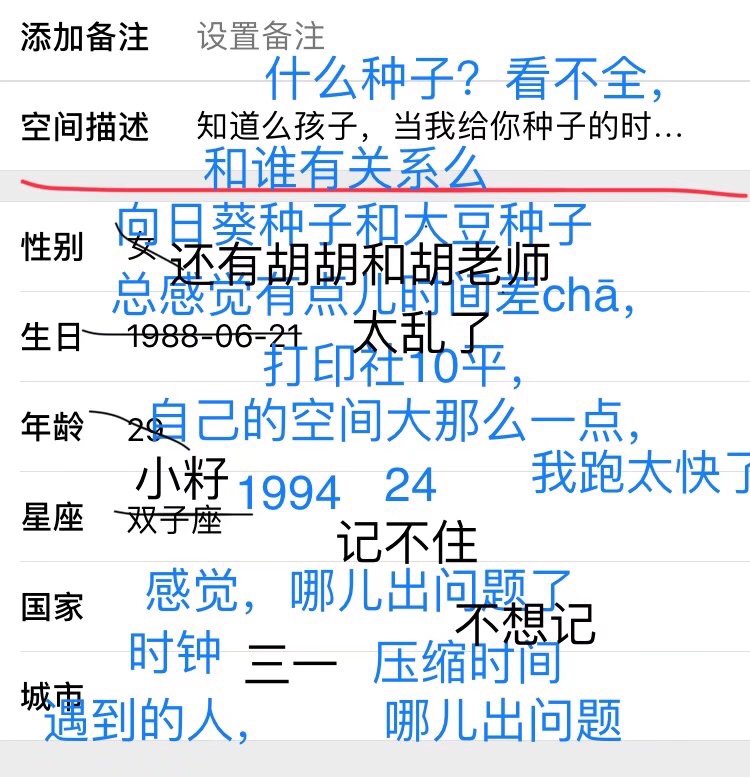 添加备注 设置备注
什么种子？看不全，
空间描述 知道么孩子，当我给你种子的时...
和谁有关系么
向日葵种子和大豆种子
性别 女
还有胡胡和胡老师
总感觉有点儿时间差chā，
生日 1988-06-21 太乱了
打印社10平，
年龄 29
自己的空间大那么一点，
我跑太快了
小籽 1994 24
星座 双子座
记不住
感觉，哪儿出问题了
国家
不想记
时钟 三一 压缩时间
城市
遇到的人， 哪儿出问题